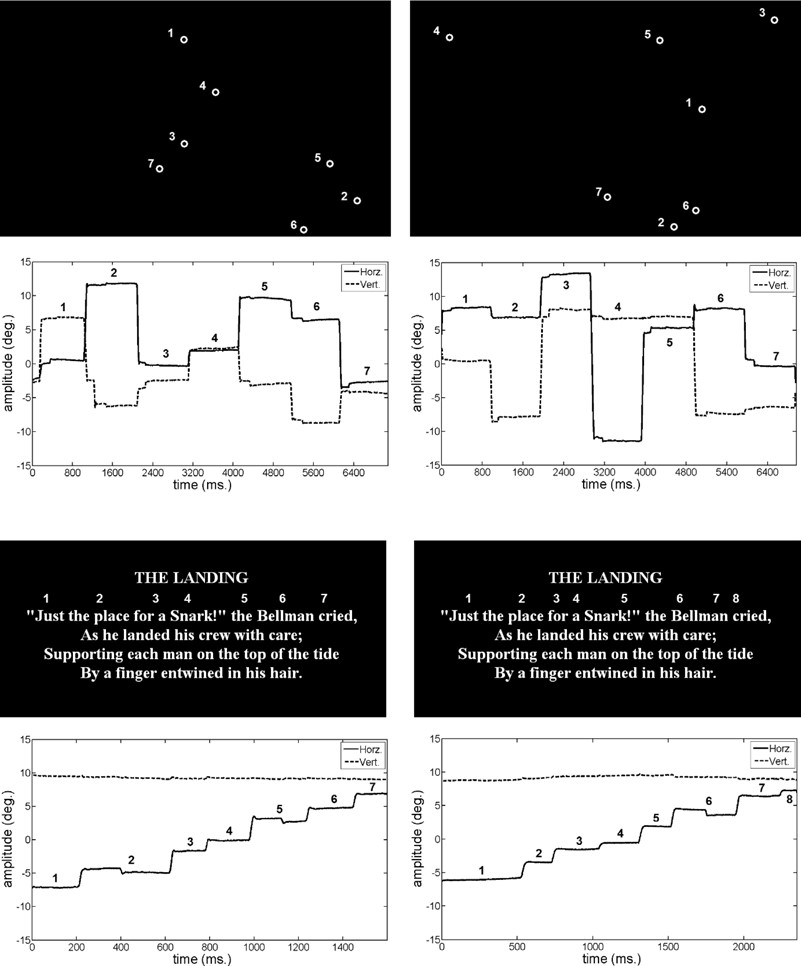 1
4
3
7
5
2
6
3
4
5
1
7
6
2
15
10
5
0
-5
-10
-15
amplitude (deg.)
1
2
3
4
5
6
7
Horz.
Vert.
0 800 1600 2400 3200 4000 4800 5600 6400
time (ms.)
15
10
5
0
-5
-10
-15
amplitude (deg.)
1
2
3
4
5
6
7
Horz.
Vert.
0 800 1600 2400 3200 4000 4800 5600 6400
time (ms.)
THE LANDING
1 2 3 4 5 6 7
"Just the place for a Snark!" the Bellman cried,
As he landed his crew with care;
Supporting each man on the top of the tide
By a finger entwined in his hair.
THE LANDING
1 2 3 4 5 6 7 8
"Just the place for a Snark!" the Bellman cried,
As he landed his crew with care;
Supporting each man on the top of the tide
By a finger entwined in his hair.
15
10
5
0
-5
-10
-15
amplitude (deg.)
1
2
3
4
5
6
7
Horz.
Vert.
0 200 400 600 800 1000 1200 1400
time (ms.)
15
10
5
0
-5
-10
-15
amplitude (deg.)
1
2
3
4
5
6
7
8
Horz.
Vert.
0 500 1000 1500 2000
time (ms.)